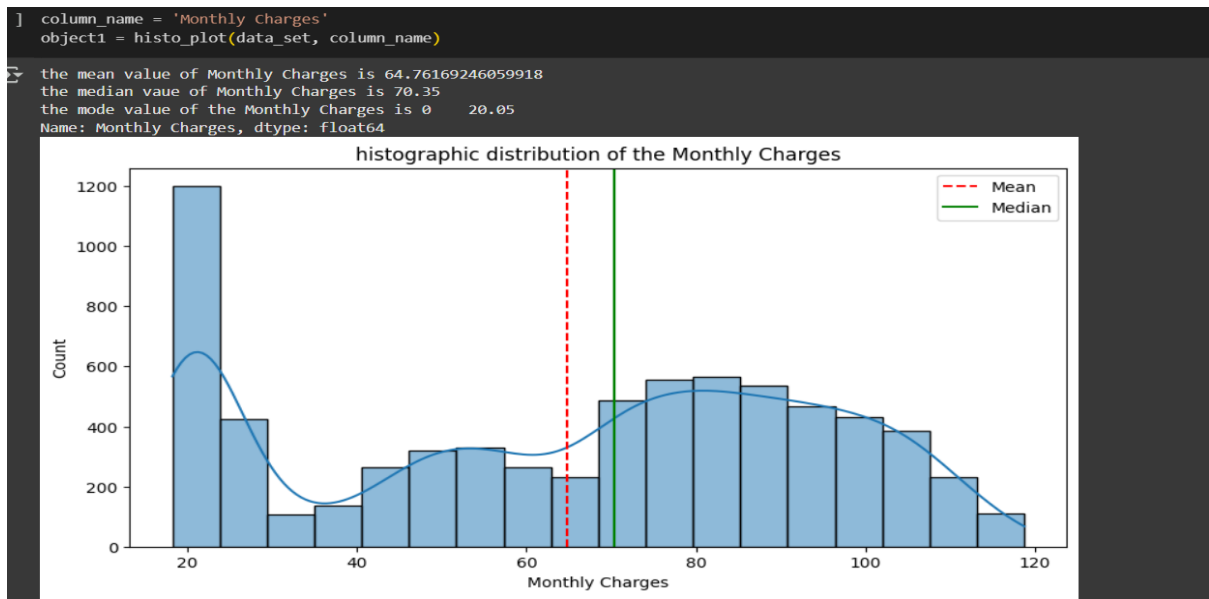 ] column_name = 'Monthly Charges'
object1 = histo_plot(data_set, column_name)
the mean value of Monthly Charges is 64.76169246059918
the median vaue of Monthly Charges is 70.35
the mode value of the Monthly Charges is 0    20.05
Name: Monthly Charges, dtype: float64
histographic distribution of the Monthly Charges
Mean
Median
1200
1000
800
600
400
200
0
Count
20 40 60 80 100 120
Monthly Charges